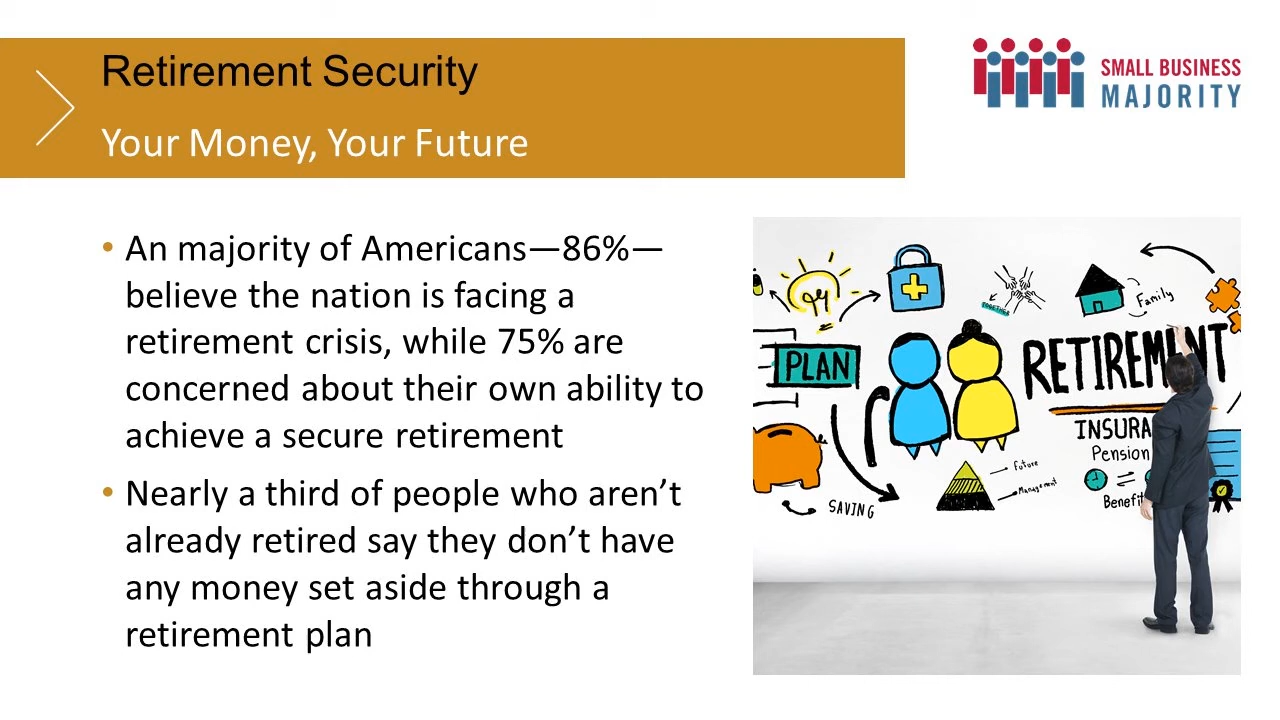 Retirement Security
Your Money, Your Future
SMALL BUSINESS
MAJORITY
• An majority of Americans—86%—
believe the nation is facing a
retirement crisis, while 75% are
concerned about their own ability to
achieve a secure retirement
• Nearly a third of people who aren’t
already retired say they don’t have
any money set aside through a
retirement plan
TOGETHER
Family
PLAN
RETIREMENT
INSURA
Pension
Future
Management
Benefit
SAVING